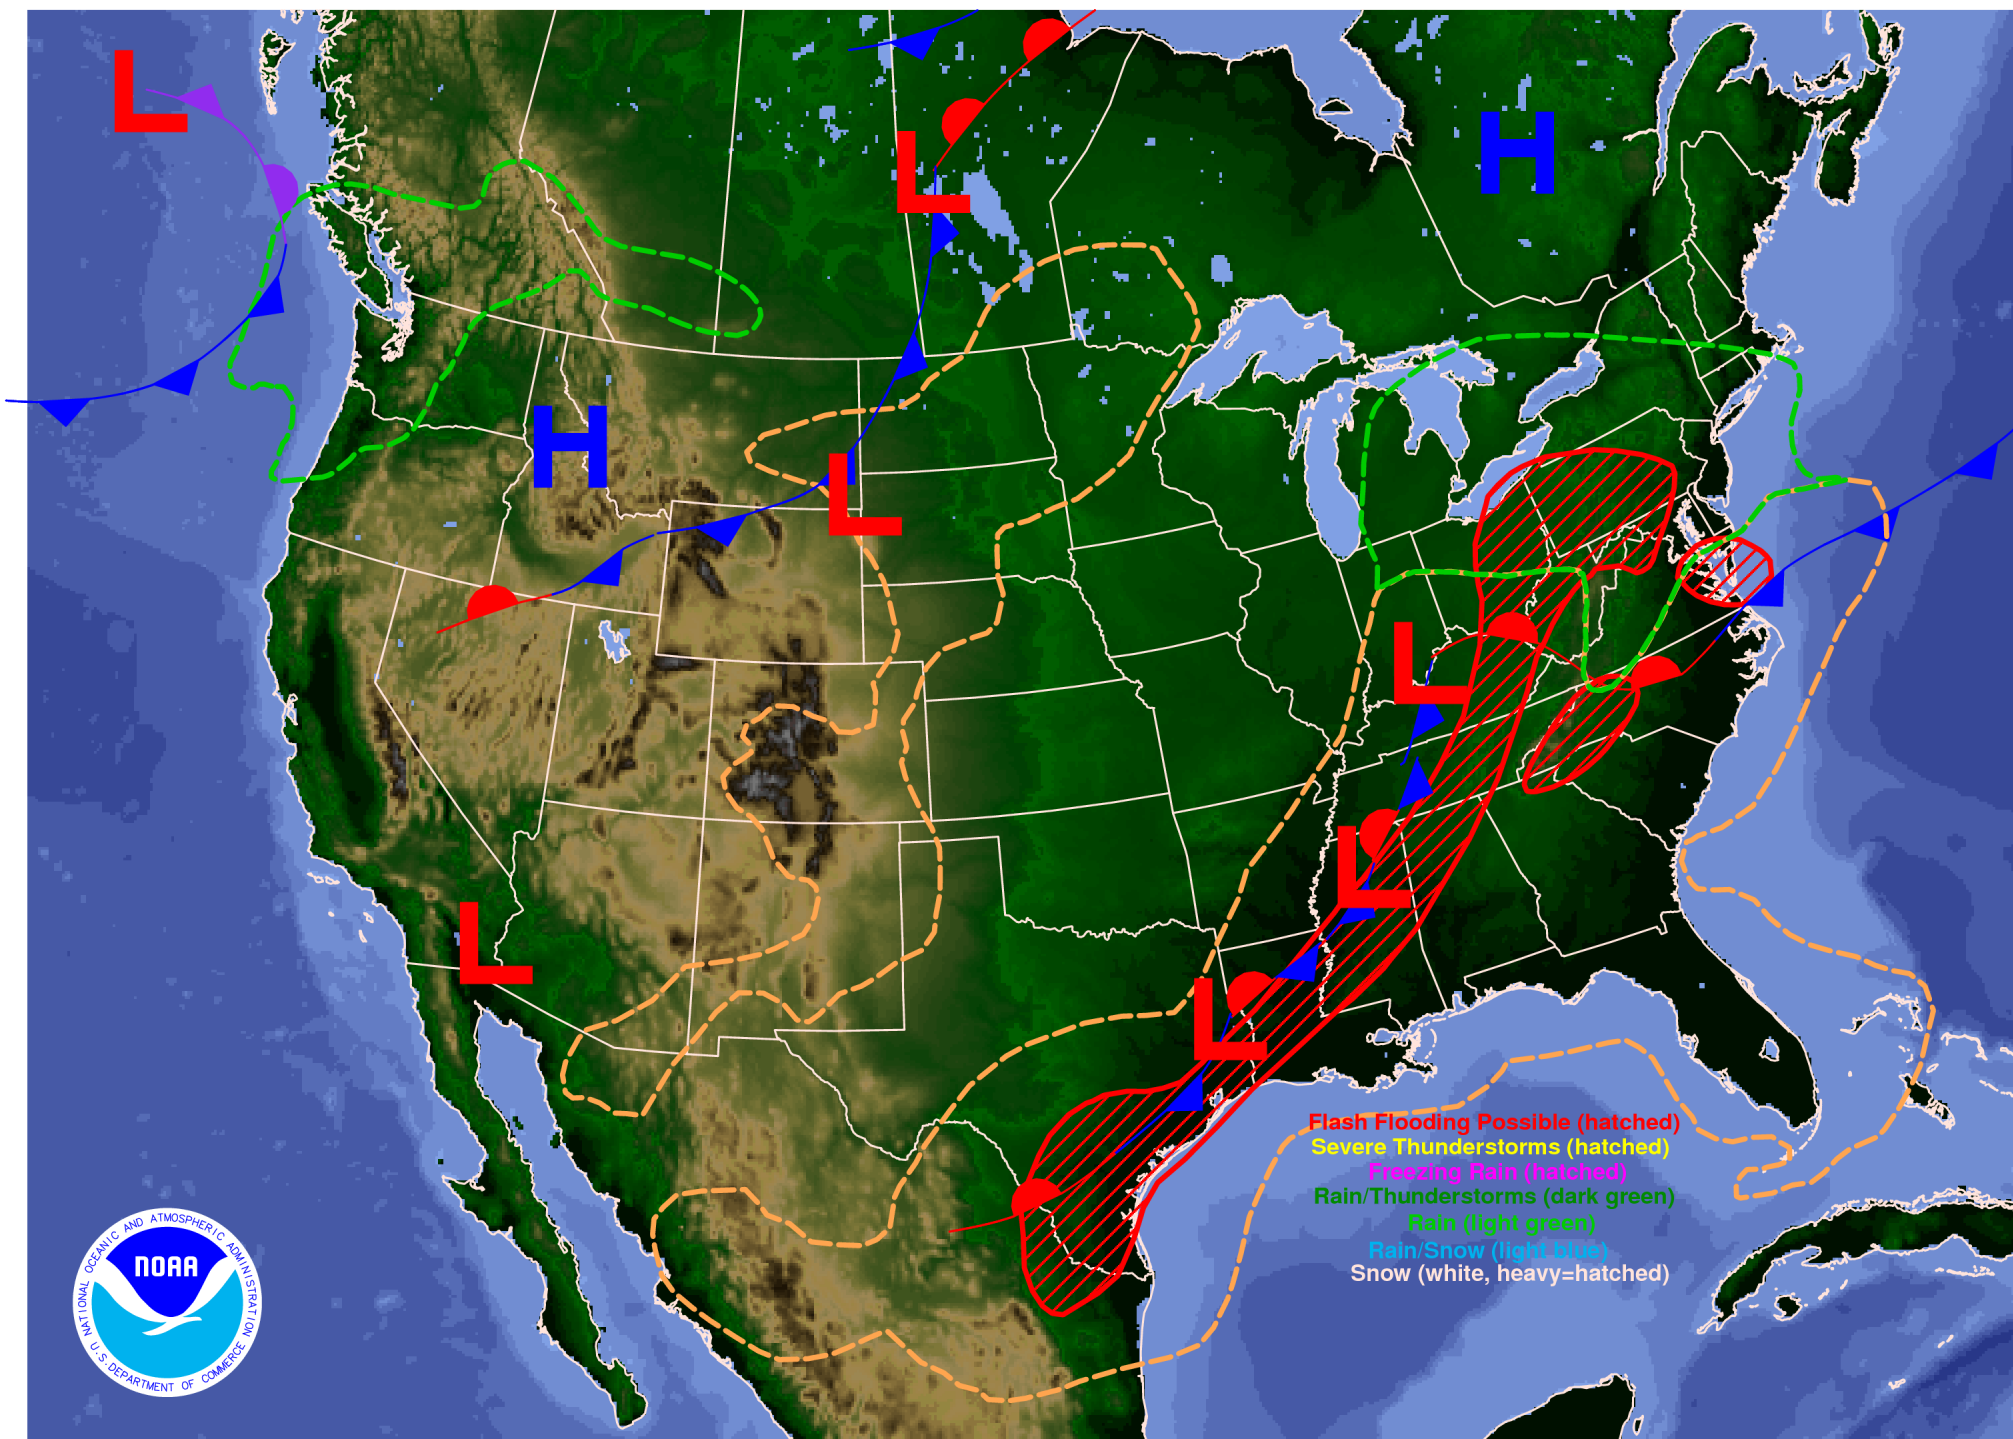 L
H
L
H
L
L
L
L
L
Flash Flooding Possible (hatched)
Severe Thunderstorms (hatched)
Freezing Rain (hatched)
Rain/Thunderstorms (dark green)
Rain (light green)
Rain/Snow (light blue)
Snow (white, heavy=hatched)
NATIONAL OCEANIC AND ATMOSPHERIC ADMINISTRATION
NOAA
U.S. DEPARTMENT OF COMMERCE